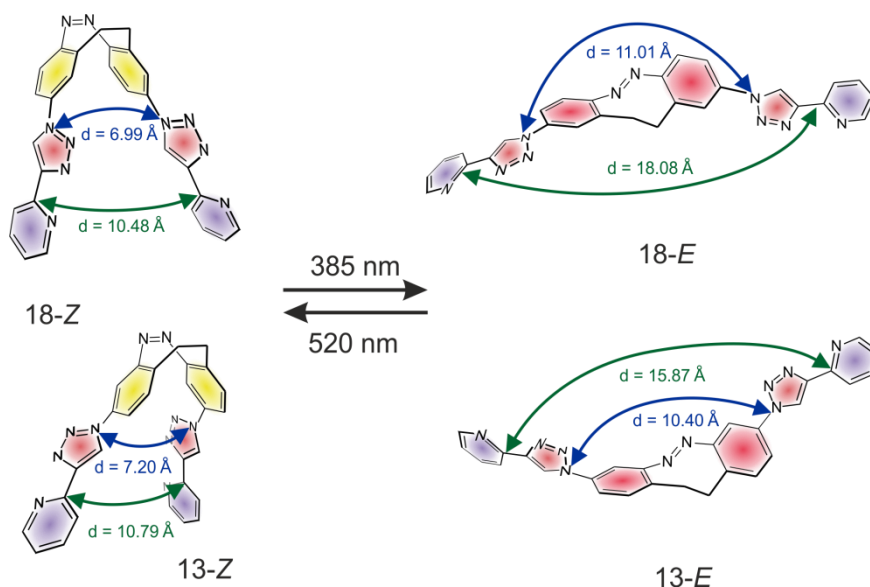 N=N
N
N
N
N
N
N
d = 6.99 Å
N
N
d = 10.48 Å
18-Z
d = 11.01 Å
N
N
N
N
N
N
N
N
N
N
d = 18.08 Å
18-E
385 nm
520 nm
N=N
N
N
N
N
N
N
d = 7.20 Å
N
N
d = 10.79 Å
13-Z
d = 15.87 Å
N
N
N
N
N
d = 10.40 Å
N
N
N
N
N
13-E